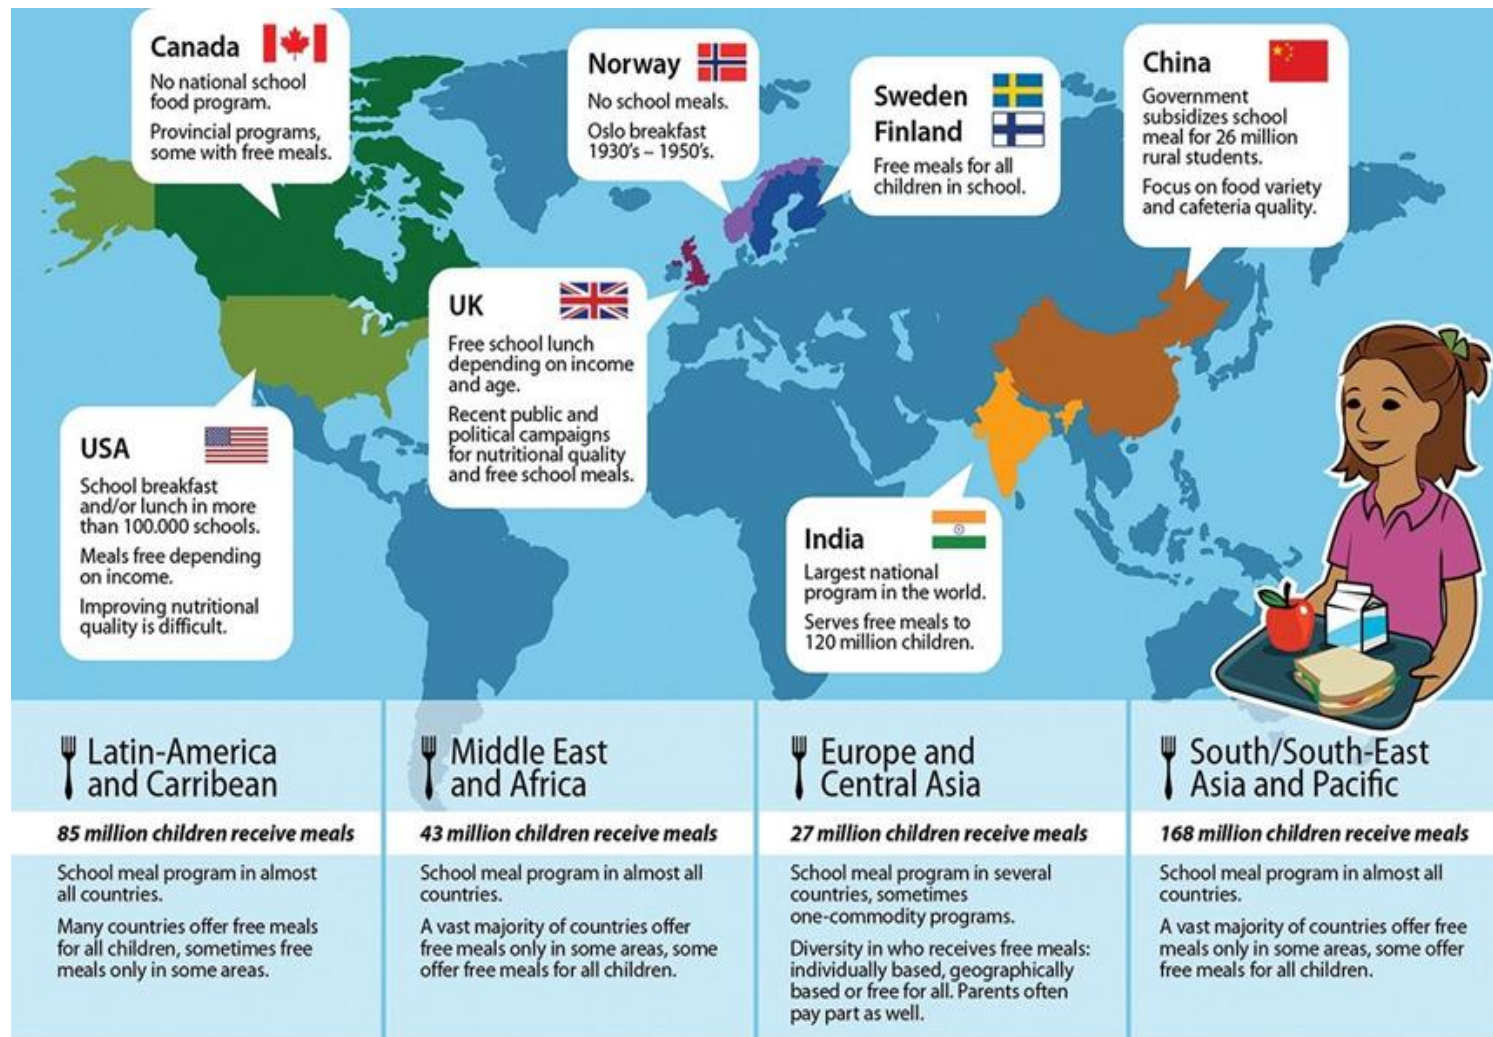 Canada
No national school
food program.
Provincial programs,
some with free meals.
Norway
No school meals.
Oslo breakfast
1930's – 1950's.
Sweden
Finland
Free meals for all
children in school.
China
Government
subsidizes school
meal for 26 million
rural students.
Focus on food variety
and cafeteria quality.
UK
Free school lunch
depending on income
and age.
Recent public and
political campaigns
for nutritional quality
and free school meals.
USA
School breakfast
and/or lunch in more
than 100.000 schools.
Meals free depending
on income.
Improving nutritional
quality is difficult.
India
Largest national
program in the world.
Serves free meals to
120 million children.
Latin-America
and Carribean
85 million children receive meals
School meal program in almost
all countries.
Many countries offer free meals
for all children, sometimes free
meals only in some areas.
Middle East
and Africa
43 million children receive meals
School meal program in almost all
countries.
A vast majority of countries offer
free meals only in some areas, some
offer free meals for all children.
Europe and
Central Asia
27 million children receive meals
School meal program in several
countries, sometimes
one-commodity programs.
Diversity in who receives free meals:
individually based, geographically
based or free for all. Parents often
pay part as well.
South/South-East
Asia and Pacific
168 million children receive meals
School meal program in almost all
countries.
A vast majority of countries offer free
meals only in some areas, some offer
free meals for all children.